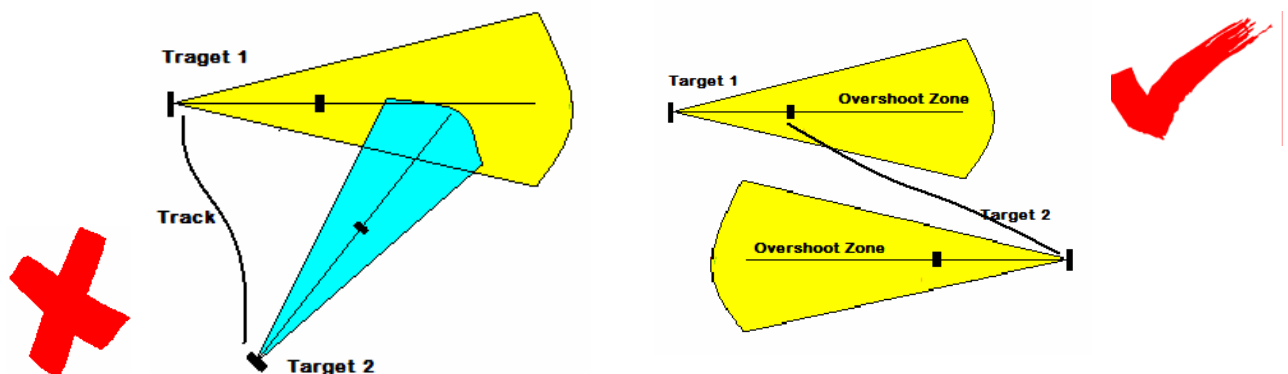 Traget 1
Track
Target 2
Target 1
Overshoot Zone
Target 2
Overshoot Zone